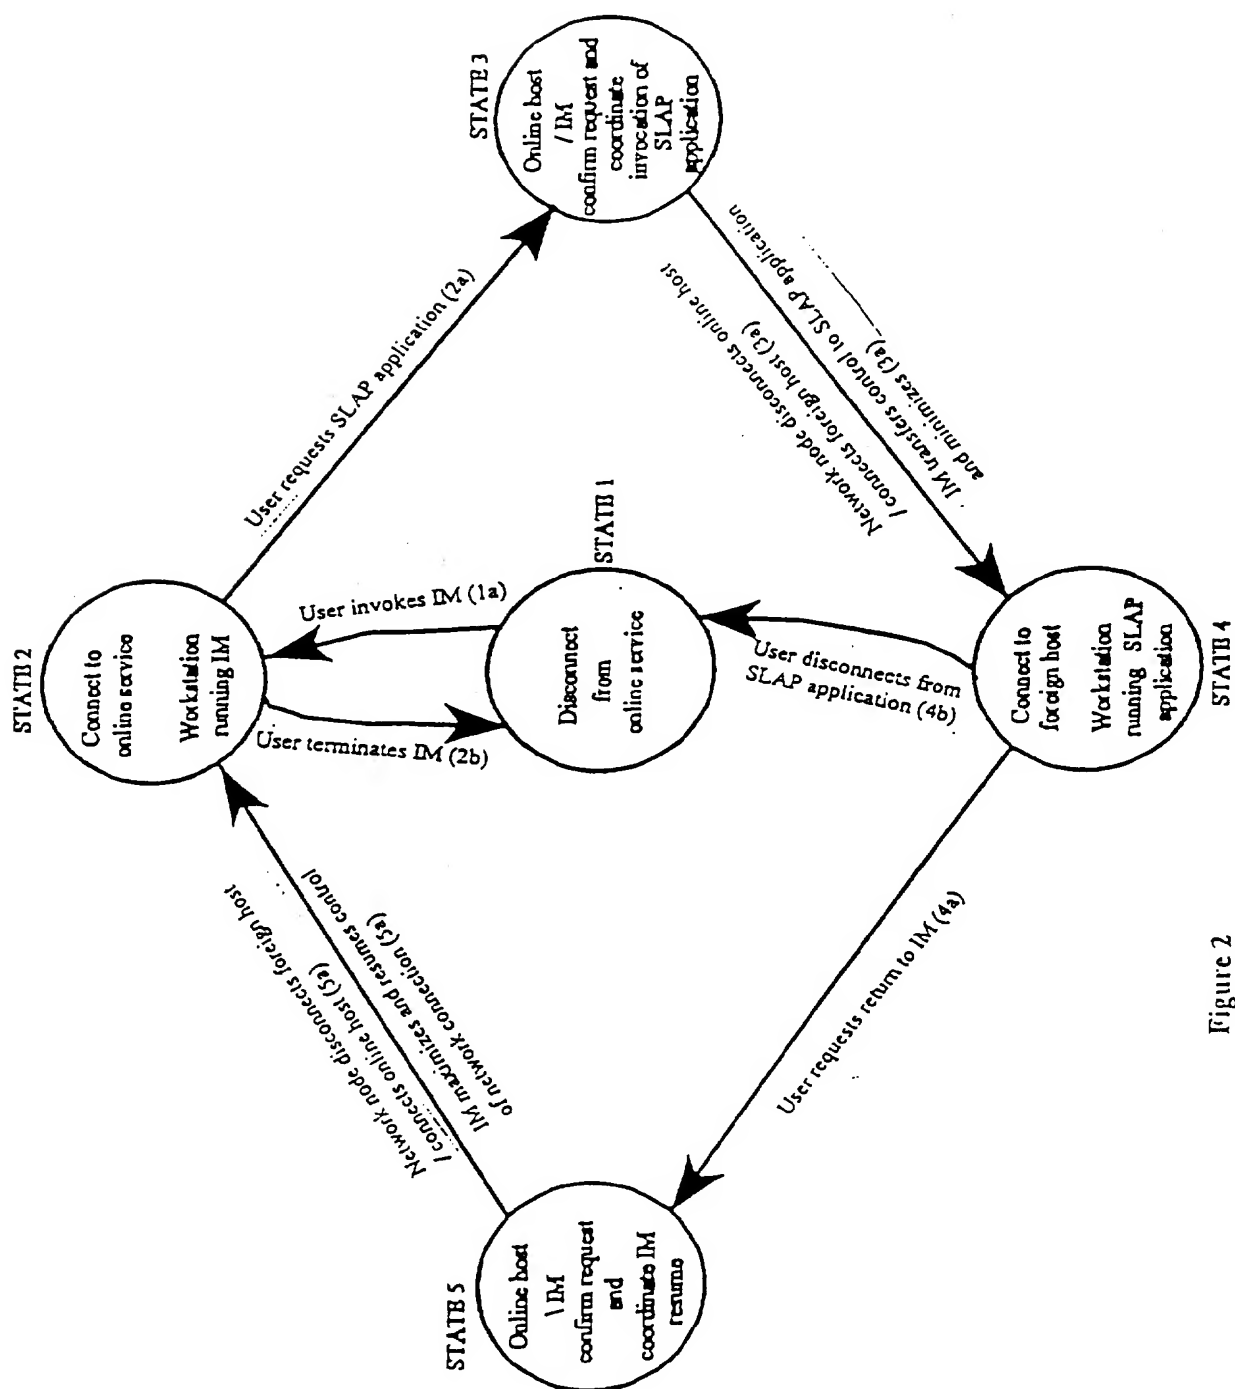 STATE 3
Online host
/ IM
confirm request and
coordinate
invocation of
SLAP
application
User requests SLAP application (2a)
IM transfers control to SLAP application
and minimizes (3a)
Network node disconnects online host
/ connects foreign host (3a)
STATE 2
Connect to
online service
Workstation
running IM
User invokes IM (1a)
User terminates IM (2b)
STATE 1
Disconnect
from
online service
User disconnects from
SLAP application (4b)
Connect to
foreign host
Workstation
running SLAP
application
STATE 4
IM maximizes and resumes control
of network connection (5a)
Network node disconnects foreign host
/ connects online host (5a)
User requests return to IM (4a)
STATE 5
Online host
\ IM
confirm request
and
coordinate IM
resume
Figure 2